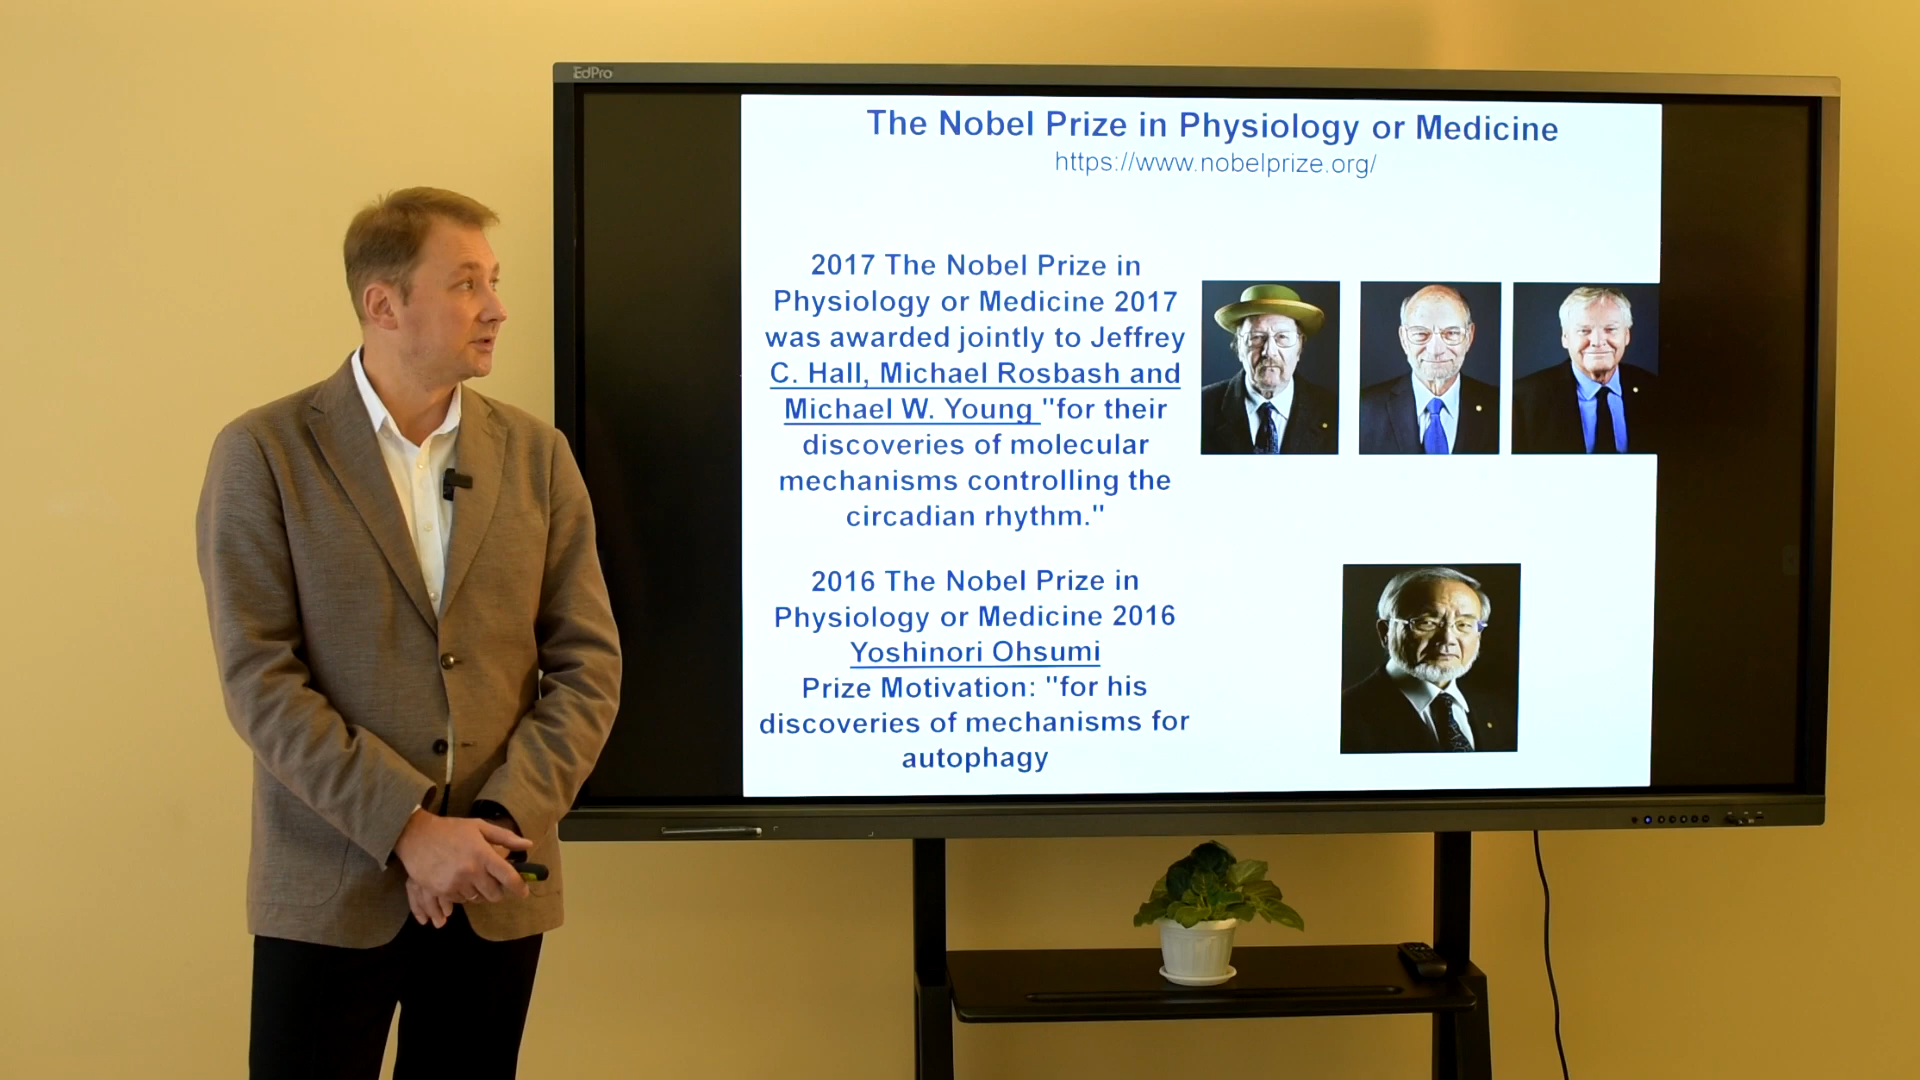 EdPro
The Nobel Prize in Physiology or Medicine
https://www.nobelprize.org/
2017 The Nobel Prize in
Physiology or Medicine 2017
was awarded jointly to Jeffrey
C. Hall, Michael Rosbash and
Michael W. Young "for their
discoveries of molecular
mechanisms controlling the
circadian rhythm."
2016 The Nobel Prize in
Physiology or Medicine 2016
Yoshinori Ohsumi
Prize Motivation: "for his
discoveries of mechanisms for
autophagy